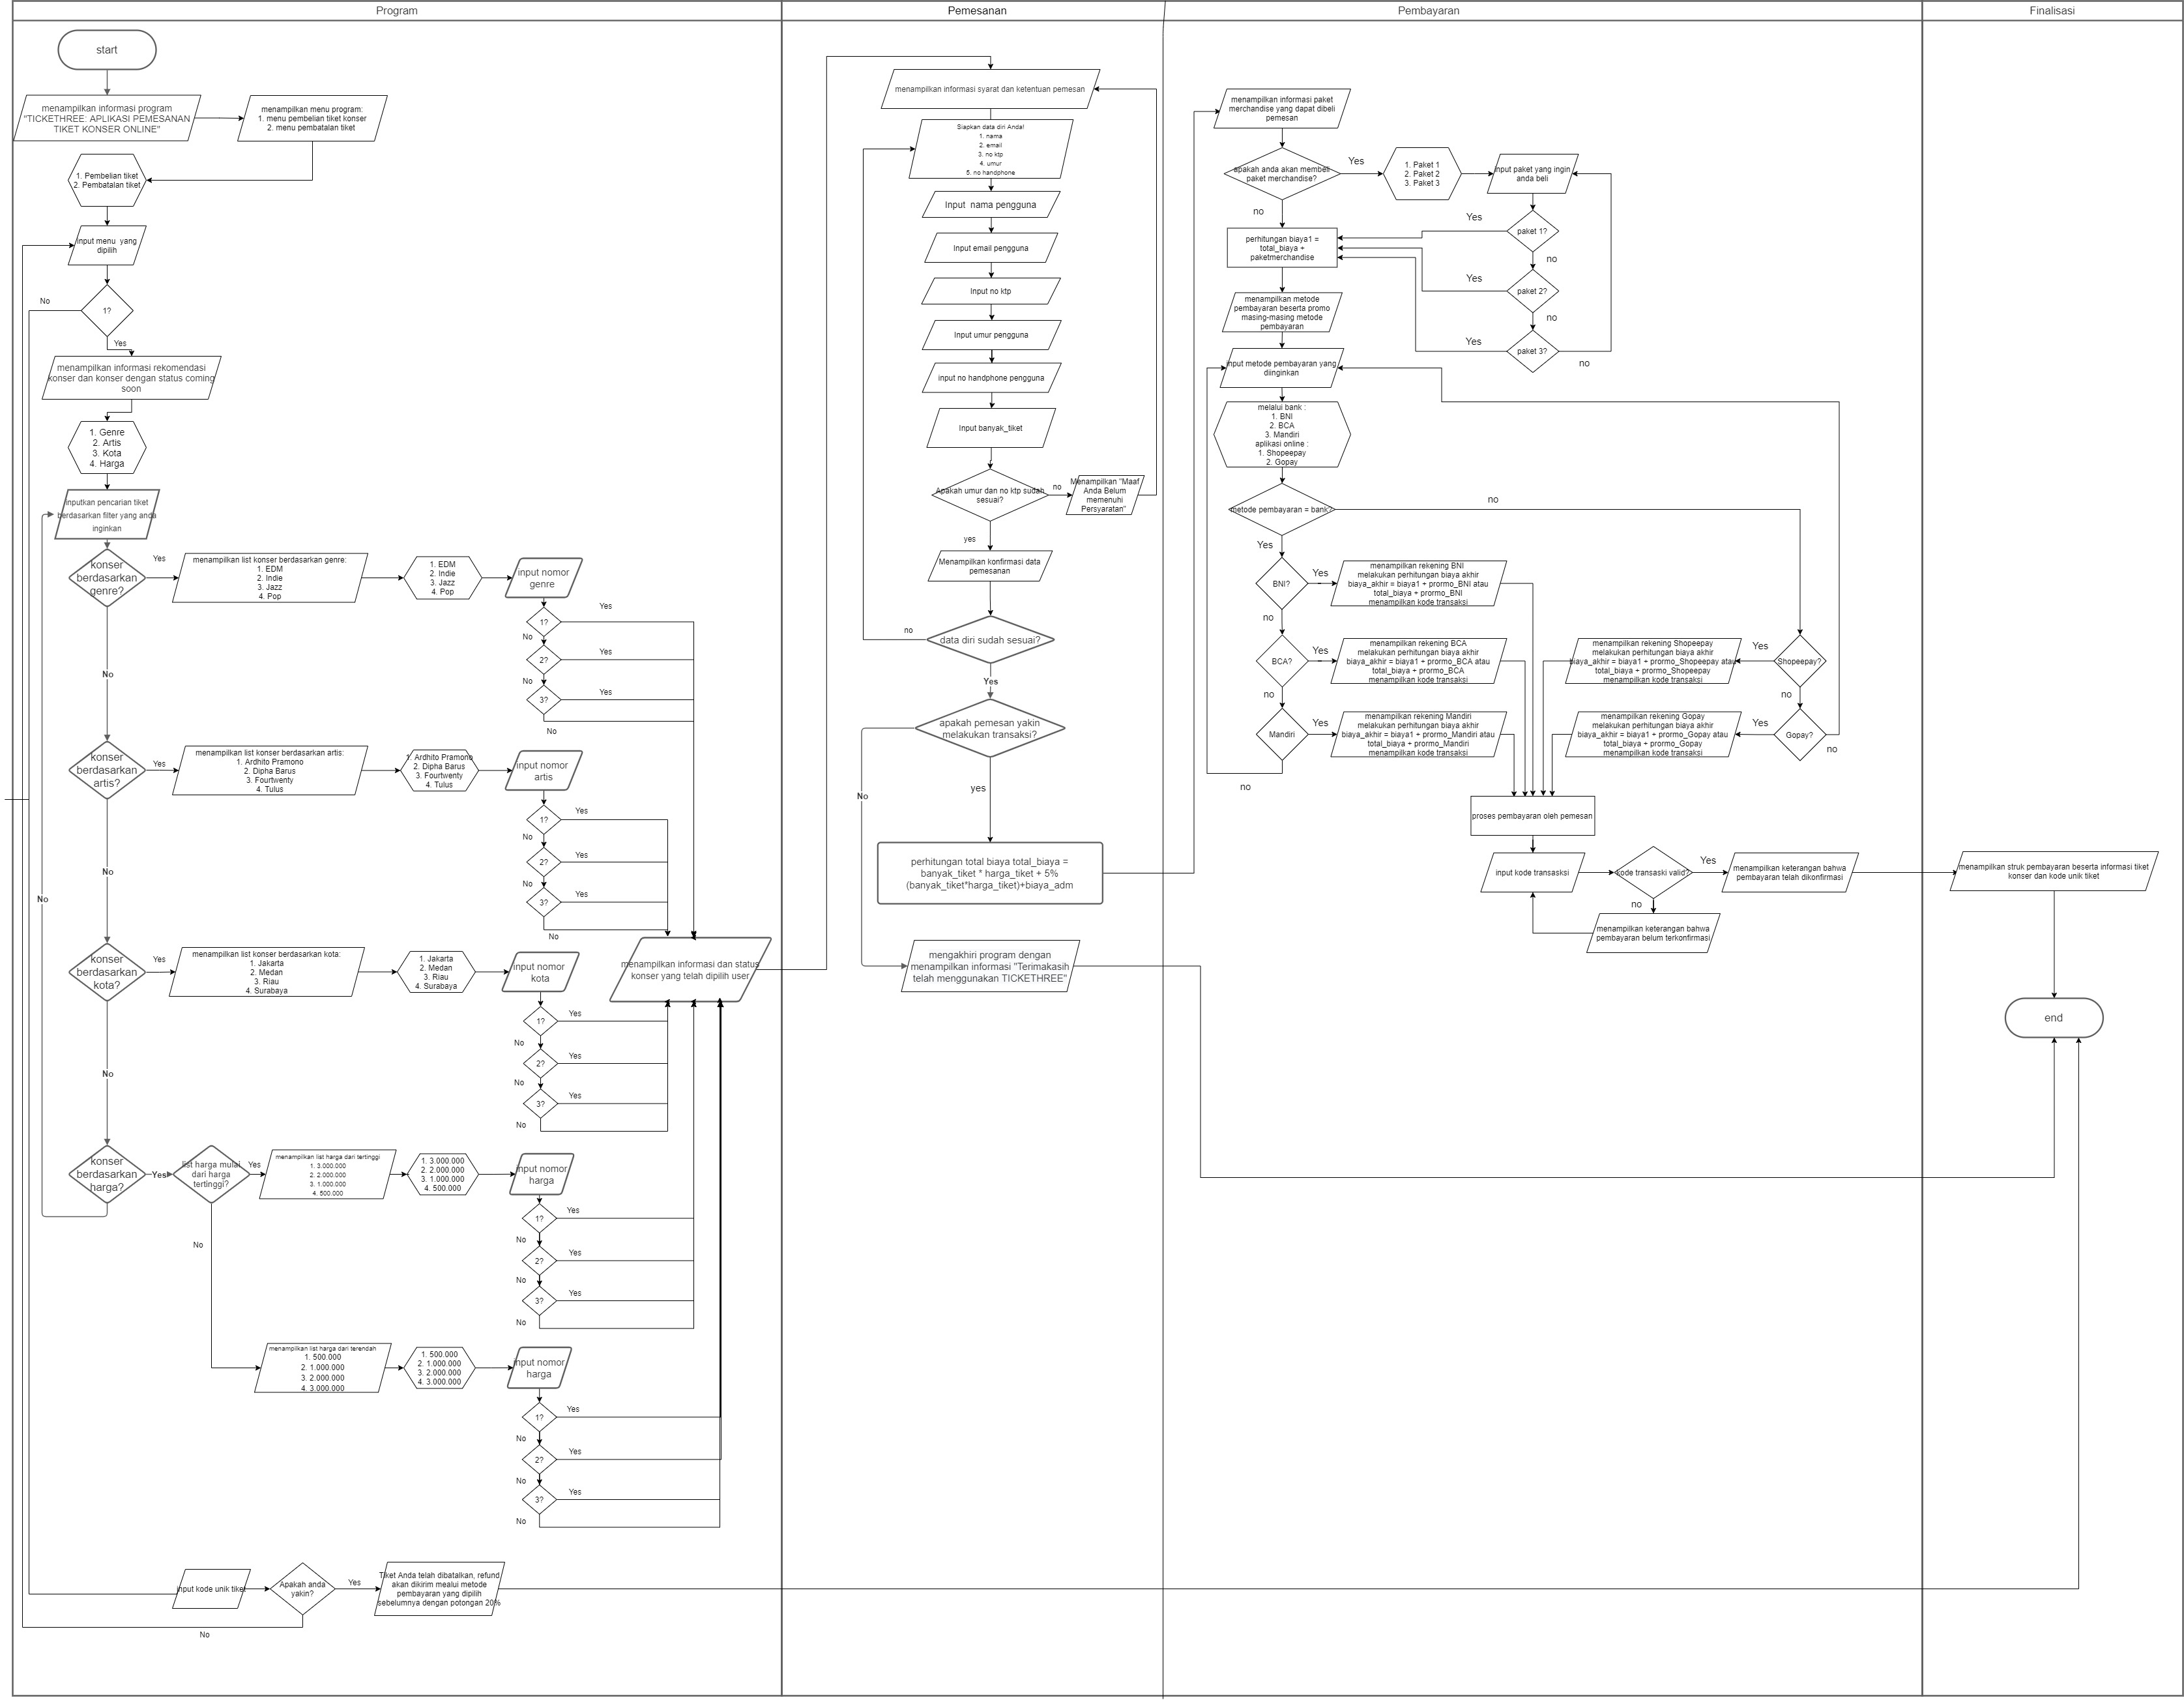 Program
Pemesanan
Pembayaran
Finalisasi
start
menampilkan informasi program
"TICKETHREE: APLIKASI PEMESANAN
TIKET KONSER ONLINE"
menampilkan menu program:
1. menu pembelian tiket konser
2. menu pembatalan tiket
1. Pembelian tiket
2. Pembatalan tiket
input menu yang
dipilih
1?
No
Yes
menampilkan informasi rekomendasi
konser dan konser dengan status coming
soon
1. Genre
2. Artis
3. Kota
4. Harga
inputkan pencarian tiket
berdasarkan filter yang anda
inginkan
konser
berdasarkan
genre?
Yes
menampilkan list konser berdasarkan genre:
1. EDM
2. Indie
3. Jazz
4. Pop
1. EDM
2. Indie
3. Jazz
4. Pop
input nomor
genre
1?
Yes
No
2?
Yes
No
3?
Yes
No
No
konser
berdasarkan
artis?
Yes
menampilkan list konser berdasarkan artis:
1. Ardhito Pramono
2. Dipha Barus
3. Fourtwenty
4. Tulus
1. Ardhito Pramono
2. Dipha Barus
3. Fourtwenty
4. Tulus
input nomor
artis
1?
Yes
No
2?
Yes
No
3?
Yes
No
No
No
konser
berdasarkan
kota?
Yes
menampilkan list konser berdasarkan kota:
1. Jakarta
2. Medan
3. Riau
4. Surabaya
1. Jakarta
2. Medan
3. Riau
4. Surabaya
input nomor
kota
1?
Yes
No
2?
Yes
No
3?
Yes
No
menampilkan informasi dan status
konser yang telah dipilih user
No
konser
berdasarkan
harga?
Yes
list harga mulai
dari harga
tertinggi?
Yes
menampilkan list harga dari tertinggi
1. 3.000.000
2. 2.000.000
3. 1.000.000
4. 500.000
1. 3.000.000
2. 2.000.000
3. 1.000.000
4. 500.000
input nomor
harga
1?
Yes
No
2?
Yes
No
3?
Yes
No
No
menampilkan list harga dari terendah
1. 500.000
2. 1.000.000
3. 2.000.000
4. 3.000.000
1. 500.000
2. 1.000.000
3. 2.000.000
4. 3.000.000
input nomor
harga
1?
Yes
No
2?
Yes
No
3?
Yes
No
input kode unik tiket
Apakah anda
yakin?
Yes
Tiket Anda telah dibatalkan, refund
akan dikirim mealui metode
pembayaran yang dipilih
sebelumnya dengan potongan 20%
No
menampilkan informasi syarat dan ketentuan pemesan
Siapkan data diri Anda!
1. nama
2. email
3. no ktp
4. umur
5. no handphone
Input nama pengguna
Input email pengguna
Input no ktp
Input umur pengguna
input no handphone pengguna
Input banyak_tiket
Apakah umur dan no ktp sudah
sesuai?
no
Menampilkan "Maaf
Anda Belum
memenuhi
Persyaratan"
yes
Menampilkan konfirmasi data
pemesanan
data diri sudah sesuai?
no
Yes
apakah pemesan yakin
melakukan transaksi?
No
yes
perhitungan total biaya total_biaya =
banyak_tiket * harga_tiket + 5%
(banyak_tiket*harga_tiket)+biaya_adm
mengakhiri program dengan
menampilkan informasi "Terimakasih
telah menggunakan TICKETHREE"
menampilkan informasi paket
merchandise yang dapat dibeli
pemesan
apakah anda akan membeli
paket merchandise?
Yes
1. Paket 1
2. Paket 2
3. Paket 3
input paket yang ingin
anda beli
no
paket 1?
Yes
no
perhitungan biaya1 =
total_biaya +
paketmerchandise
paket 2?
Yes
no
paket 3?
Yes
no
menampilkan metode
pembayaran beserta promo
masing-masing metode
pembayaran
input metode pembayaran yang
diinginkan
melalui bank :
1. BNI
2. BCA
3. Mandiri
aplikasi online :
1. Shopeepay
2. Gopay
metode pembayaran = bank?
no
Yes
BNI?
Yes
menampilkan rekening BNI
melakukan perhitungan biaya akhir
biaya_akhir = biaya1 + prormo_BNI atau
total_biaya + prormo_BNI
menampilkan kode transaksi
no
BCA?
Yes
menampilkan rekening BCA
melakukan perhitungan biaya akhir
biaya_akhir = biaya1 + prormo_BCA atau
total_biaya + prormo_BCA
menampilkan kode transaksi
no
Mandiri
Yes
menampilkan rekening Mandiri
melakukan perhitungan biaya akhir
biaya_akhir = biaya1 + prormo_Mandiri atau
total_biaya + prormo_Mandiri
menampilkan kode transaksi
no
menampilkan rekening Shopeepay
melakukan perhitungan biaya akhir
biaya_akhir = biaya1 + prormo_Shopeepay atau
total_biaya + prormo_Shopeepay
menampilkan kode transaksi
Yes
Shopeepay?
no
menampilkan rekening Gopay
melakukan perhitungan biaya akhir
biaya_akhir = biaya1 + prormo_Gopay atau
total_biaya + prormo_Gopay
menampilkan kode transaksi
Yes
Gopay?
no
proses pembayaran oleh pemesan
input kode transasksi
kode transaski valid?
Yes
menampilkan keterangan bahwa
pembayaran telah dikonfirmasi
no
menampilkan keterangan bahwa
pembayaran belum terkonfirmasi
menampilkan struk pembayaran beserta informasi tiket
konser dan kode unik tiket
end